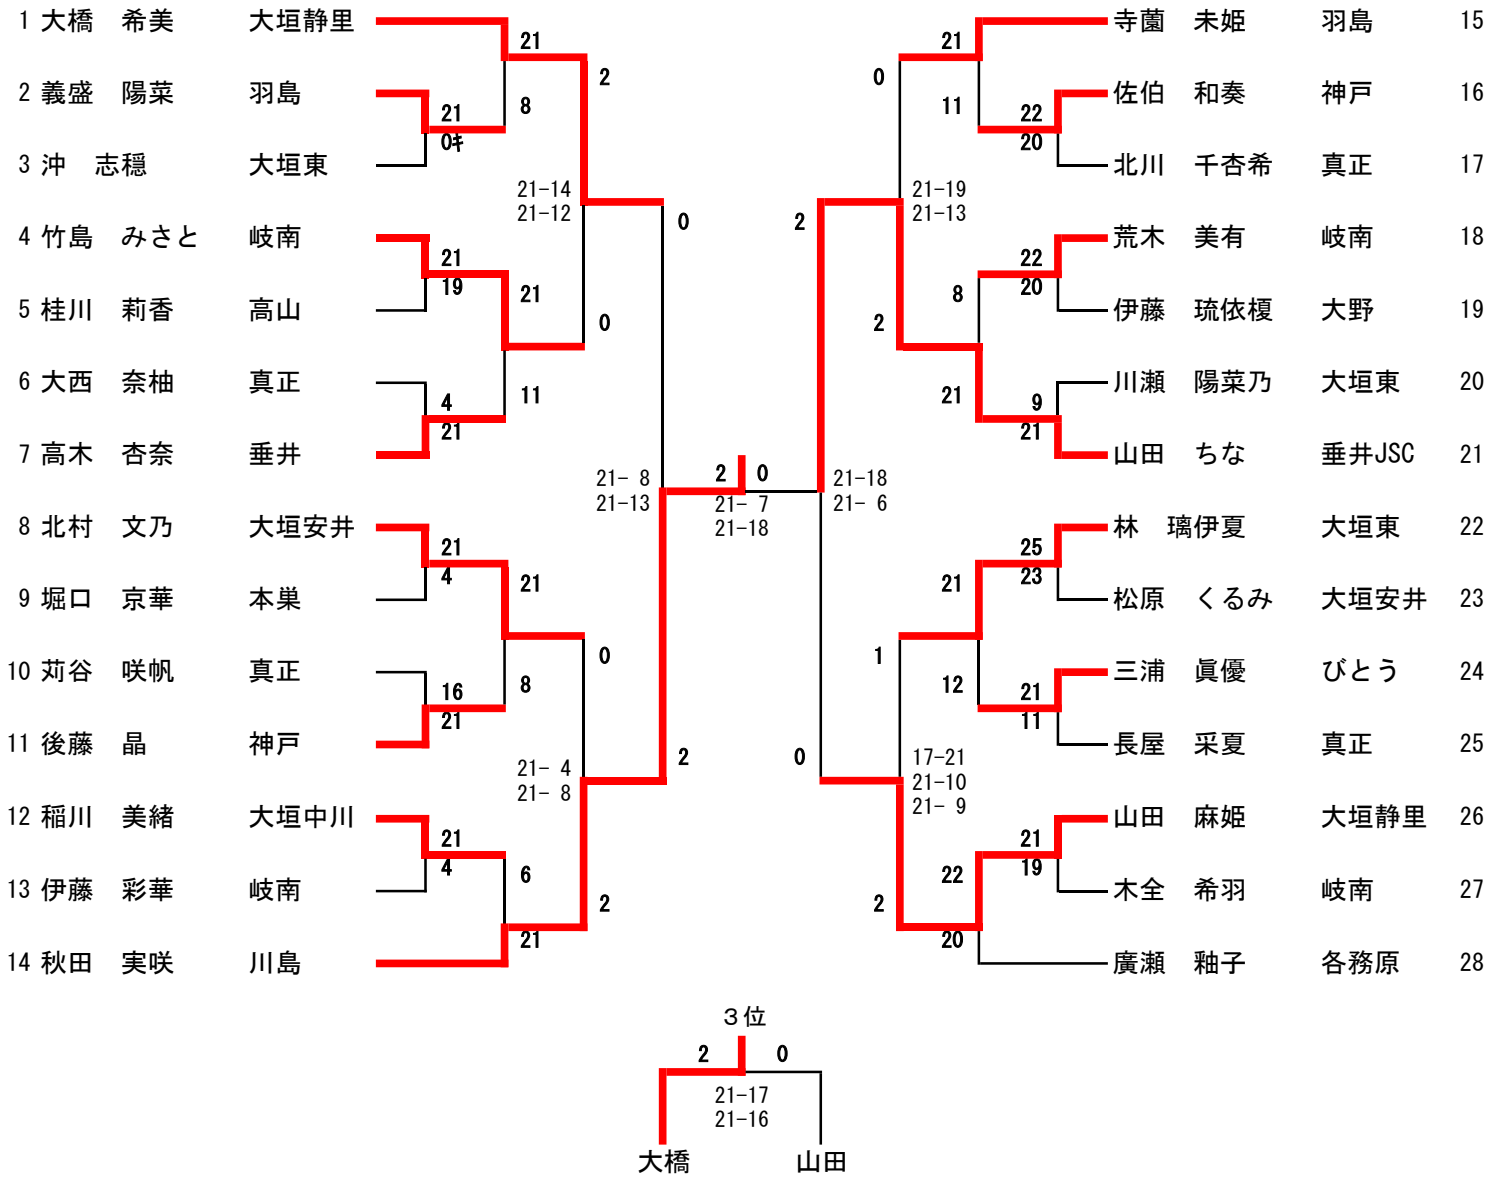 1 大橋　希美　大垣静里
21
2
2 義盛　陽菜　羽島
21
8
0ｷ
3 沖　志穏　大垣東
21-14
21-12
0
4 竹島　みさと　岐南
21
19
21
5 桂川　莉香　高山
0
6 大西　奈柚　真正
4
11
21
7 高木　杏奈　垂井
21- 8
21-13
8 北村　文乃　大垣安井
21
4
21
9 堀口　京華　本巣
0
10 苅谷　咲帆　真正
16
8
21
11 後藤　晶　神戸
21- 4
21- 8
2
12 稲川　美緒　大垣中川
21
4
6
13 伊藤　彩華　岐南
2
21
14 秋田　実咲　川島
2 0
21- 7
21-18
寺薗　未姫　羽島　15
21
0
佐伯　和奏　神戸　16
11
22
20
北川　千杏希　真正　17
21-19
21-13
2
荒木　美有　岐南　18
22
20
8
伊藤　琉依榎　大野　19
2
川瀬　陽菜乃　大垣東　20
21
9
21
山田　ちな　垂井JSC　21
21-18
21- 6
林　璃伊夏　大垣東　22
25
23
21
松原　くるみ　大垣安井　23
1
三浦　眞優　びとう　24
12
21
11
長屋　采夏　真正　25
17-21
21-10
21- 9
0
山田　麻姫　大垣静里　26
21
19
22
木全　希羽　岐南　27
2
20
廣瀬　釉子　各務原　28
３位
2 0
21-17
21-16
大橋　山田